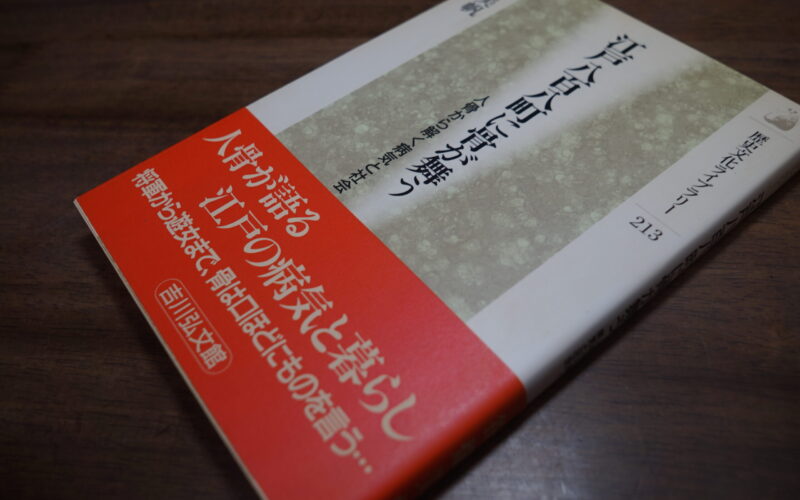 歴史文化ライブラリー
213
江戸八百八町に骨が舞う
人骨から解く病気と社会
人骨が語る
江戸の病気と暮らし
将軍から遊女まで、骨は口ほどにものを言う…
吉川弘文館